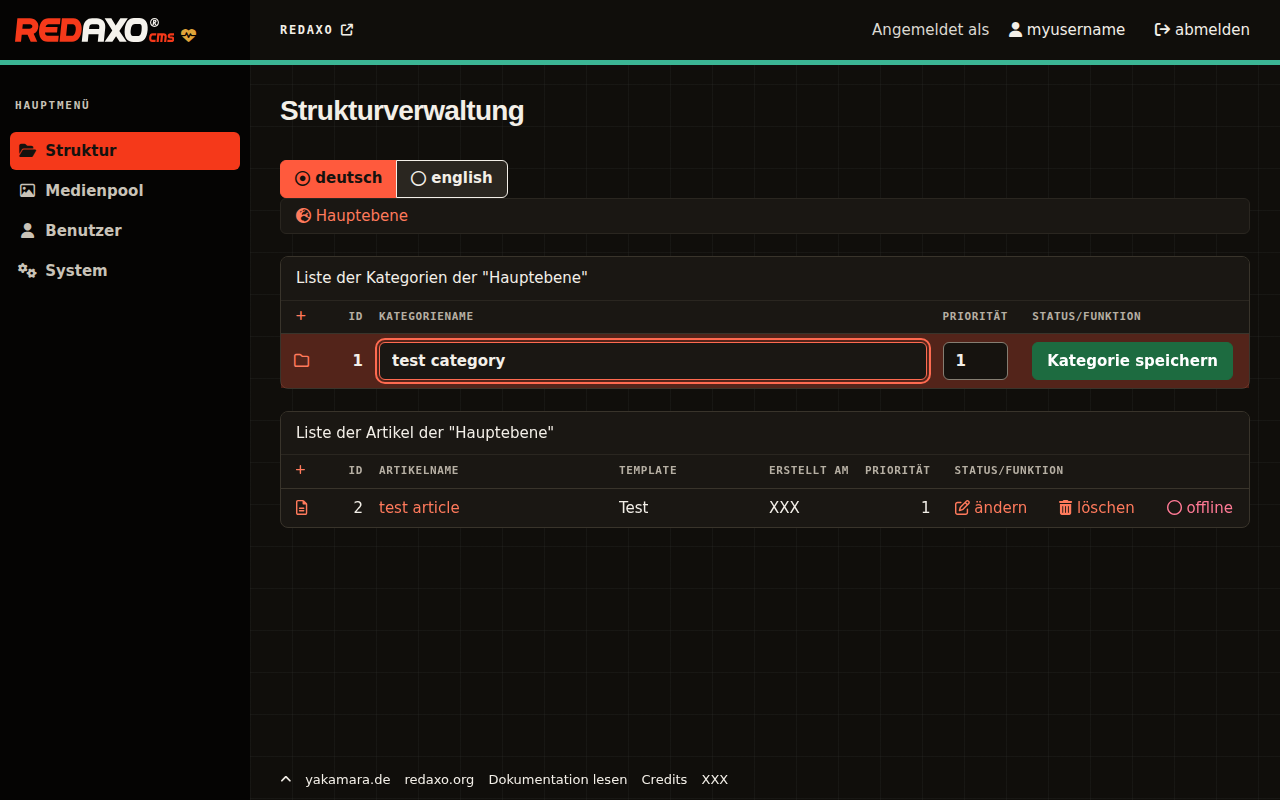 REDAXO® cms
REDAXO
Angemeldet als myusername abmelden
HAUPTMENÜ
Struktur
Medienpool
Benutzer
System
Strukturverwaltung
deutsch english
Hauptebene
Liste der Kategorien der "Hauptebene"
+ ID KATEGORIENAME PRIORITÄT STATUS/FUNKTION
1 test category 1 Kategorie speichern
Liste der Artikel der "Hauptebene"
+ ID ARTIKELNAME TEMPLATE ERSTELLT AM PRIORITÄT STATUS/FUNKTION
2 test article Test XXX 1 ändern löschen offline
yakamara.de redaxo.org Dokumentation lesen Credits XXX